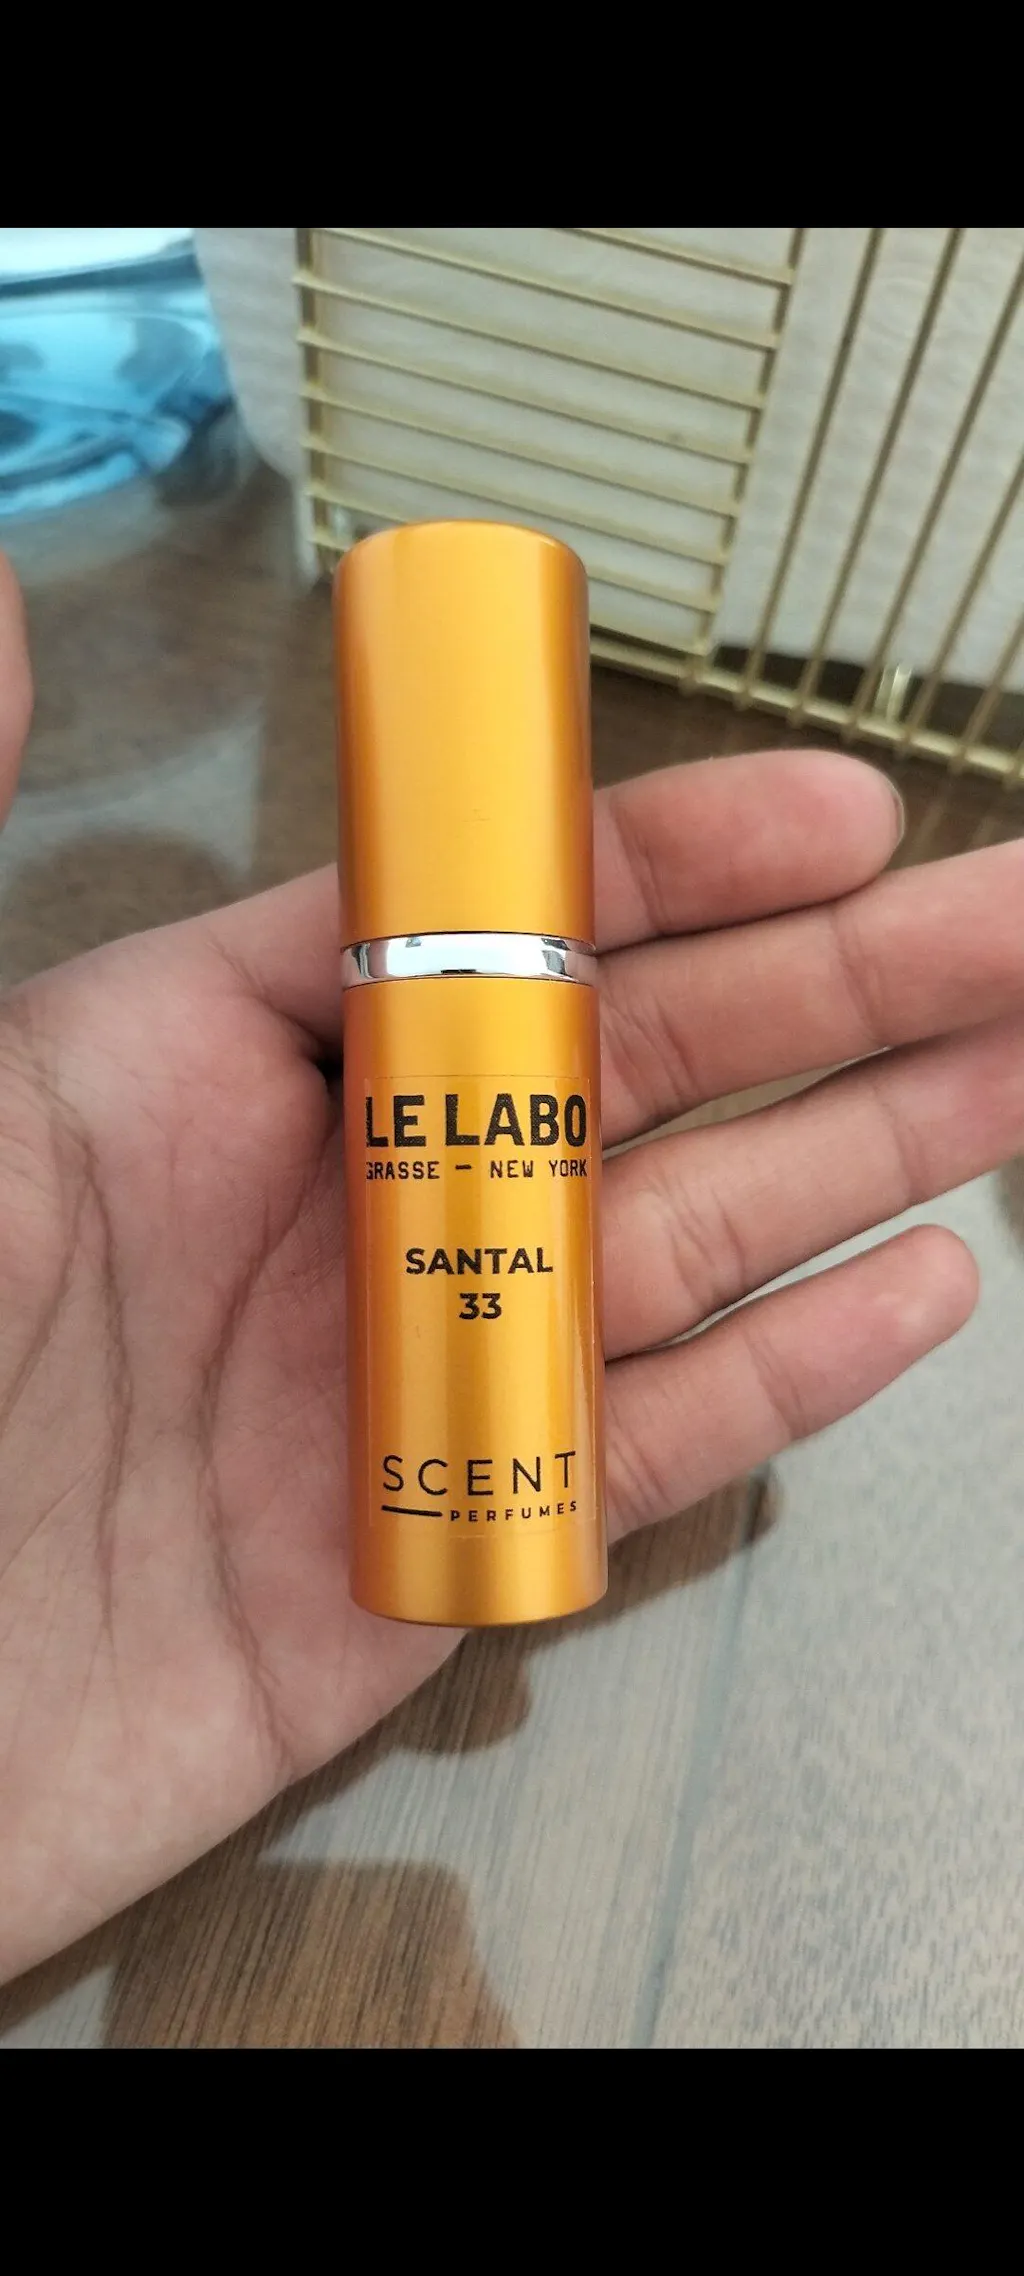 LE LABO
GRASSE — NEW YORK
SANTAL
33
SCENT
PERFUMES